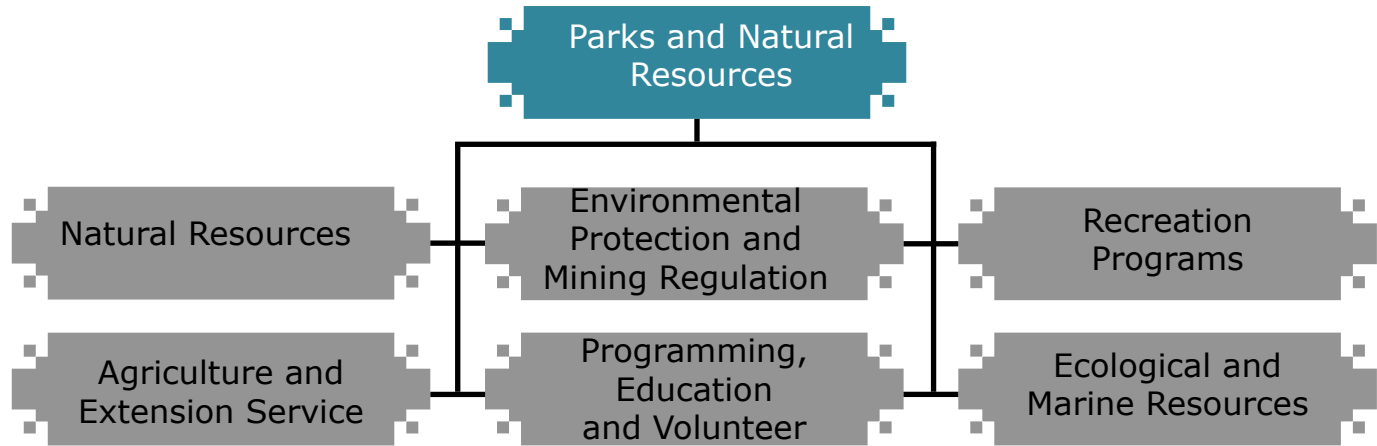 Parks and Natural
Resources
Natural Resources
Environmental
Protection and
Mining Regulation
Recreation
Programs
Agriculture and
Extension Service
Programming,
Education
and Volunteer
Ecological and
Marine Resources